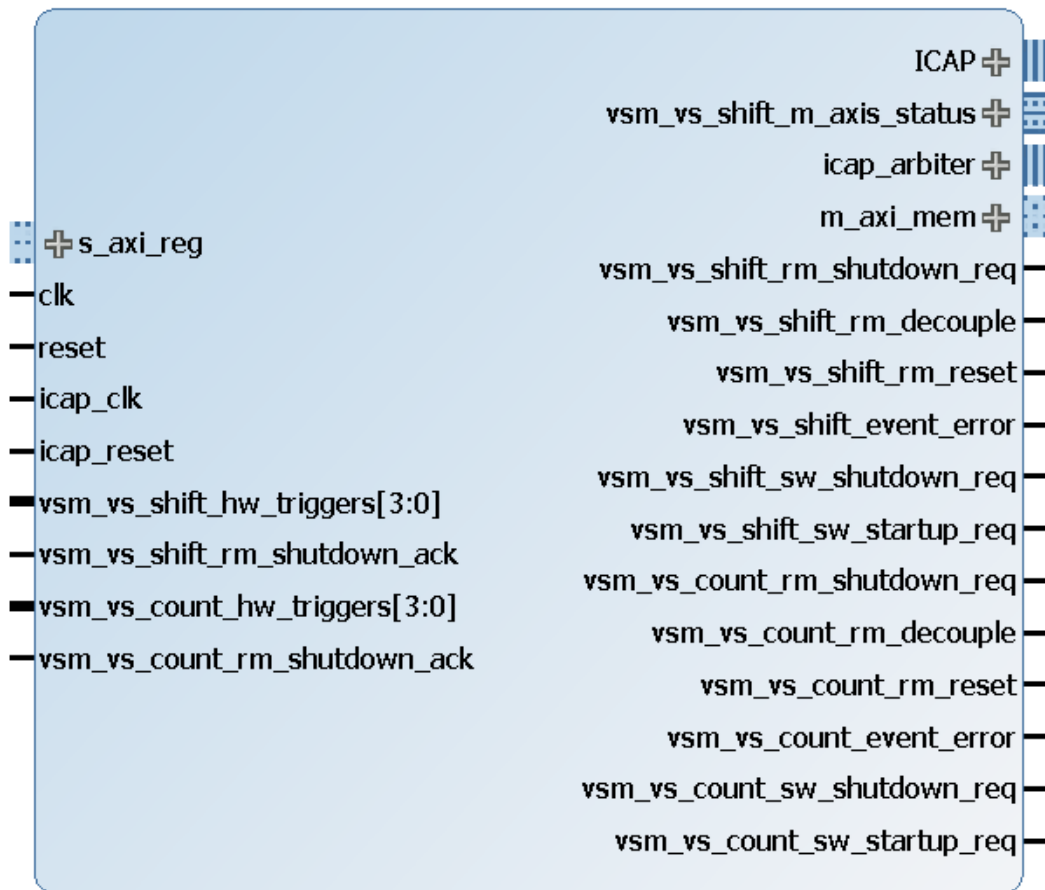 ICAP
vsm_vs_shift_m_axis_status
icap_arbiter
m_axi_mem
s_axi_reg
vsm_vs_shift_rm_shutdown_req
clk
vsm_vs_shift_rm_decouple
reset
vsm_vs_shift_rm_reset
icap_clk
vsm_vs_shift_event_error
icap_reset
vsm_vs_shift_sw_shutdown_req
vsm_vs_shift_hw_triggers[3:0]
vsm_vs_shift_sw_startup_req
vsm_vs_shift_rm_shutdown_ack
vsm_vs_count_rm_shutdown_req
vsm_vs_count_hw_triggers[3:0]
vsm_vs_count_rm_decouple
vsm_vs_count_rm_shutdown_ack
vsm_vs_count_rm_reset
vsm_vs_count_event_error
vsm_vs_count_sw_shutdown_req
vsm_vs_count_sw_startup_req